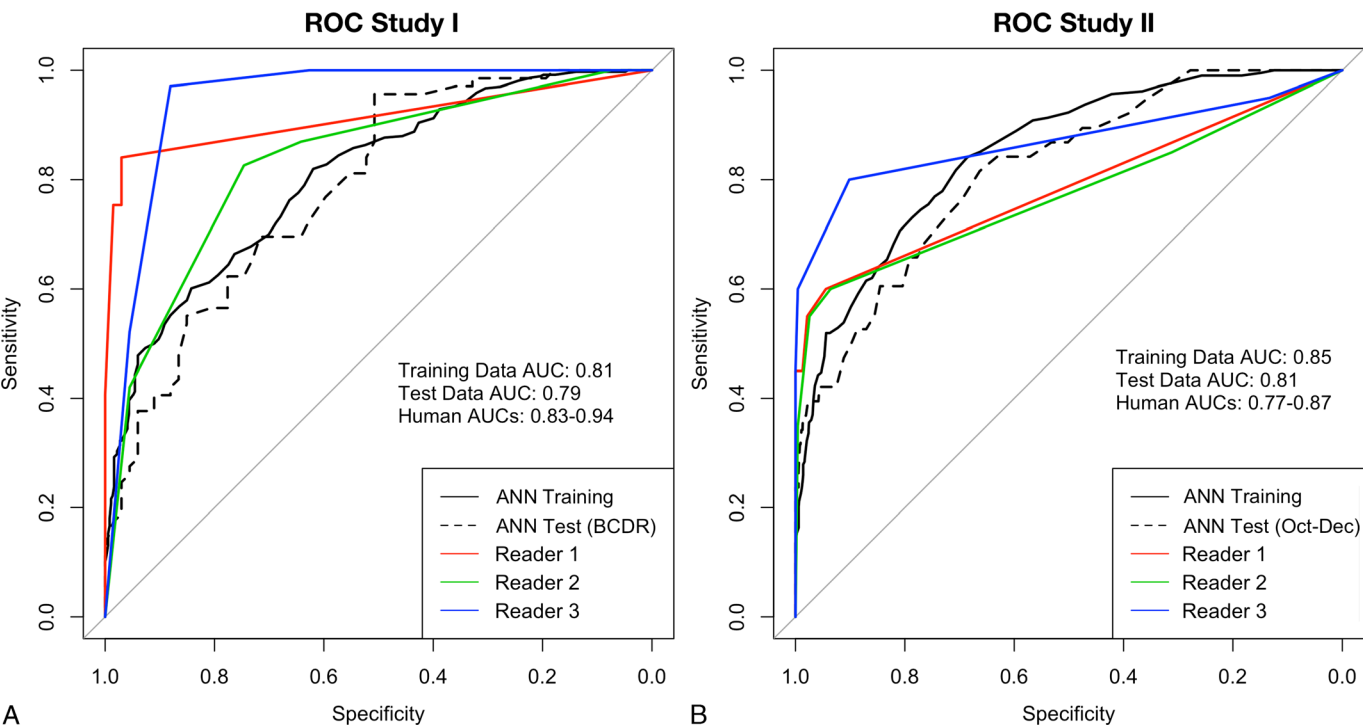 ROC Study I
Sensitivity
1.0
0.8
0.6
0.4
0.2
0.0
Training Data AUC: 0.81
Test Data AUC: 0.79
Human AUCs: 0.83-0.94
ANN Training
ANN Test (BCDR)
Reader 1
Reader 2
Reader 3
1.0 0.8 0.6 0.4 0.2 0.0
Specificity
A
ROC Study II
Sensitivity
1.0
0.8
0.6
0.4
0.2
0.0
Training Data AUC: 0.85
Test Data AUC: 0.81
Human AUCs: 0.77-0.87
ANN Training
ANN Test (Oct-Dec)
Reader 1
Reader 2
Reader 3
1.0 0.8 0.6 0.4 0.2 0.0
Specificity
B